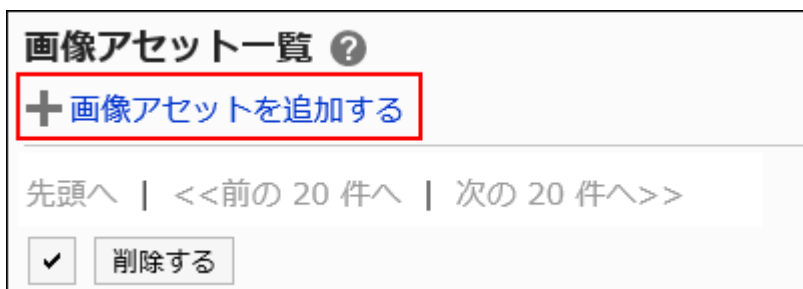 画像アセット一覧 ?
画像アセットを追加する
先頭へ | <<前の 20 件へ | 次の 20 件へ>>
削除する